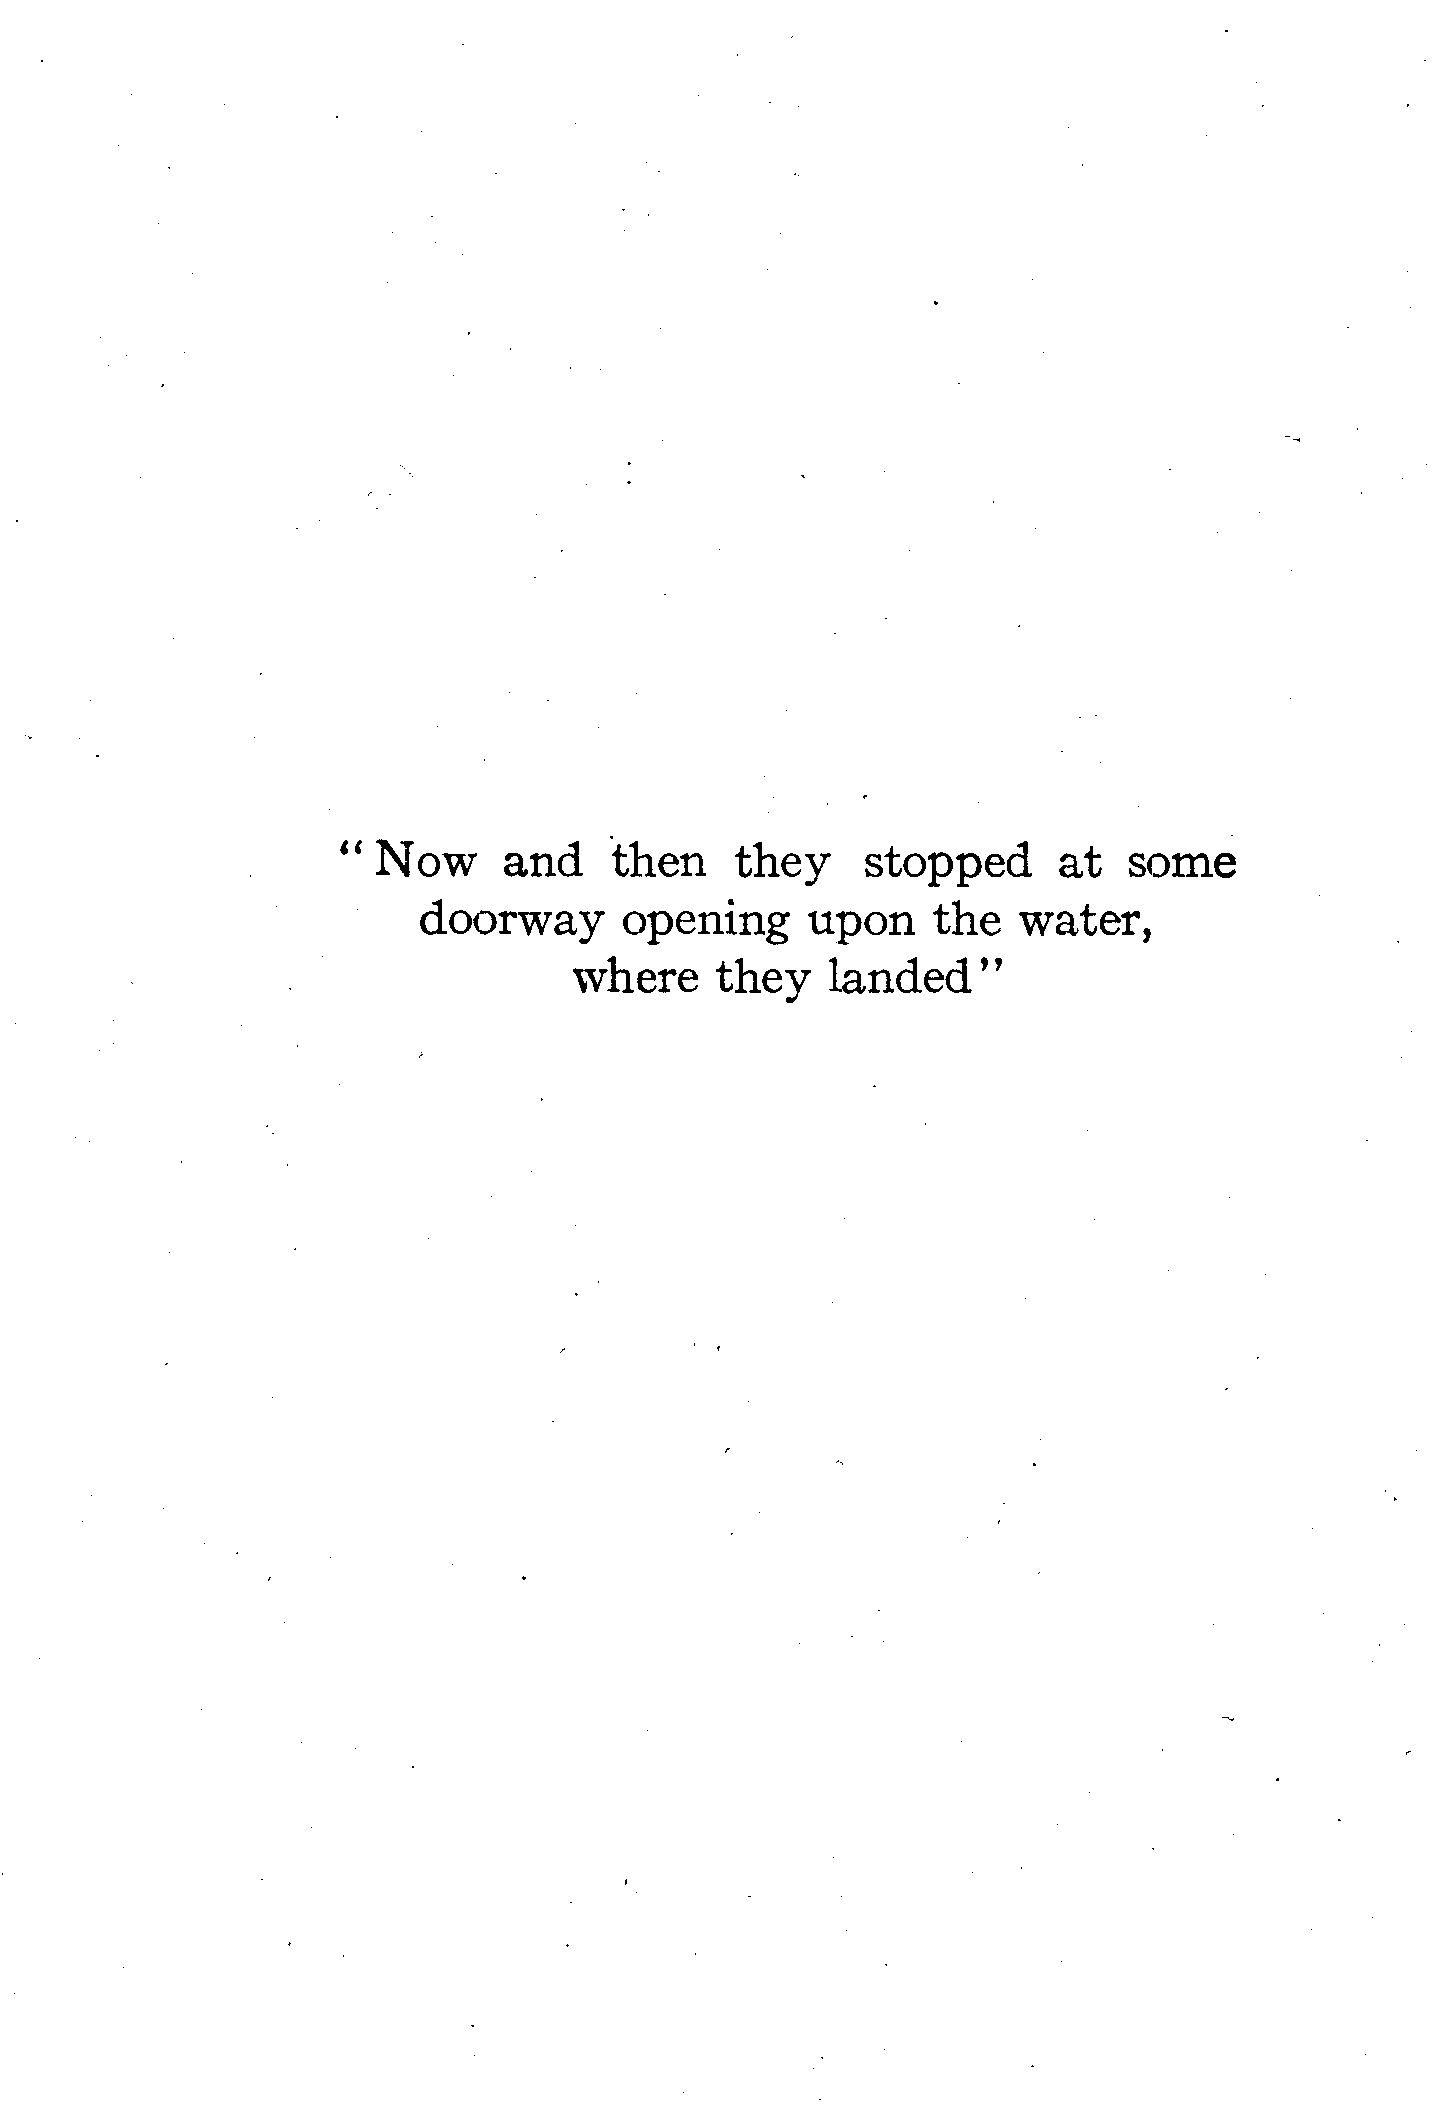 “Now and then they stopped at some
doorway opening upon the water,
where they landed”